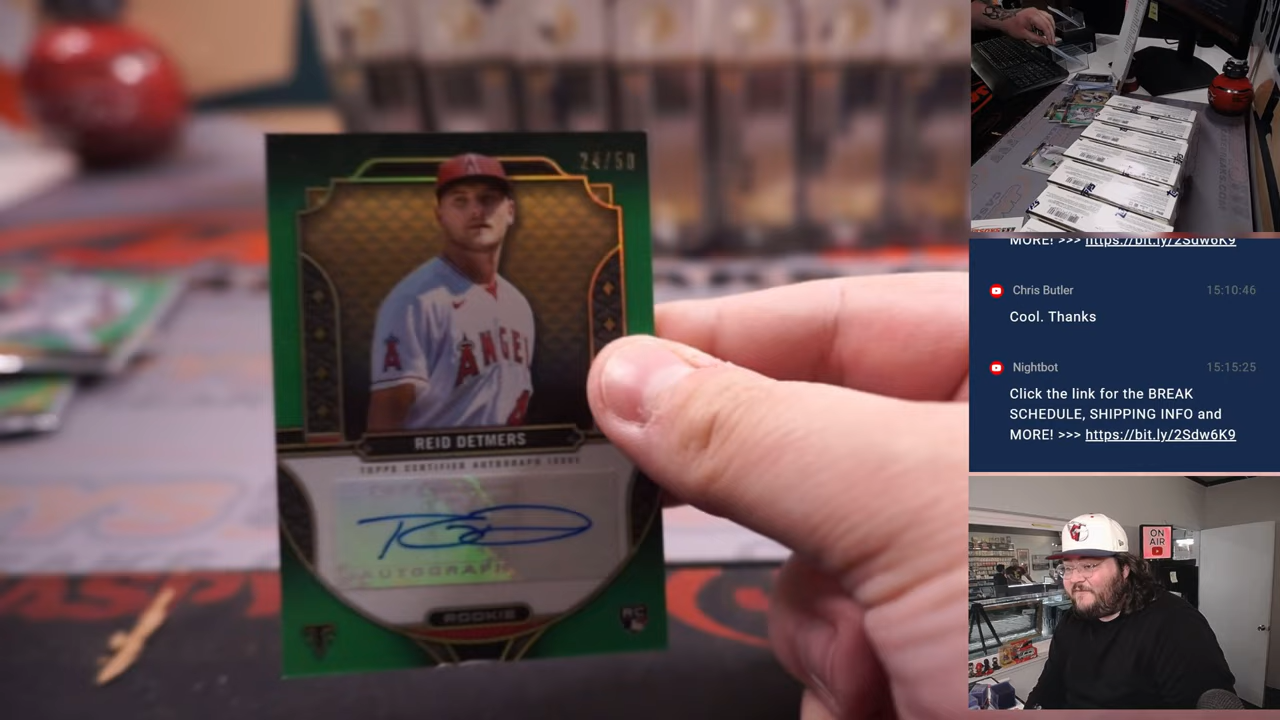 24/50
A
ANGEL
REID DETMERS
TOPPS CERTIFIED AUTOGRAPH ISSUE
AUTOGRAPH
ROOKIE
RC
MORE! >>> https://bit.ly/2Sdw6K9
Chris Butler
15:10:46
Cool. Thanks
Nightbot
15:15:25
Click the link for the BREAK
SCHEDULE, SHIPPING INFO and
MORE! >>> https://bit.ly/2Sdw6K9
ON
AIR